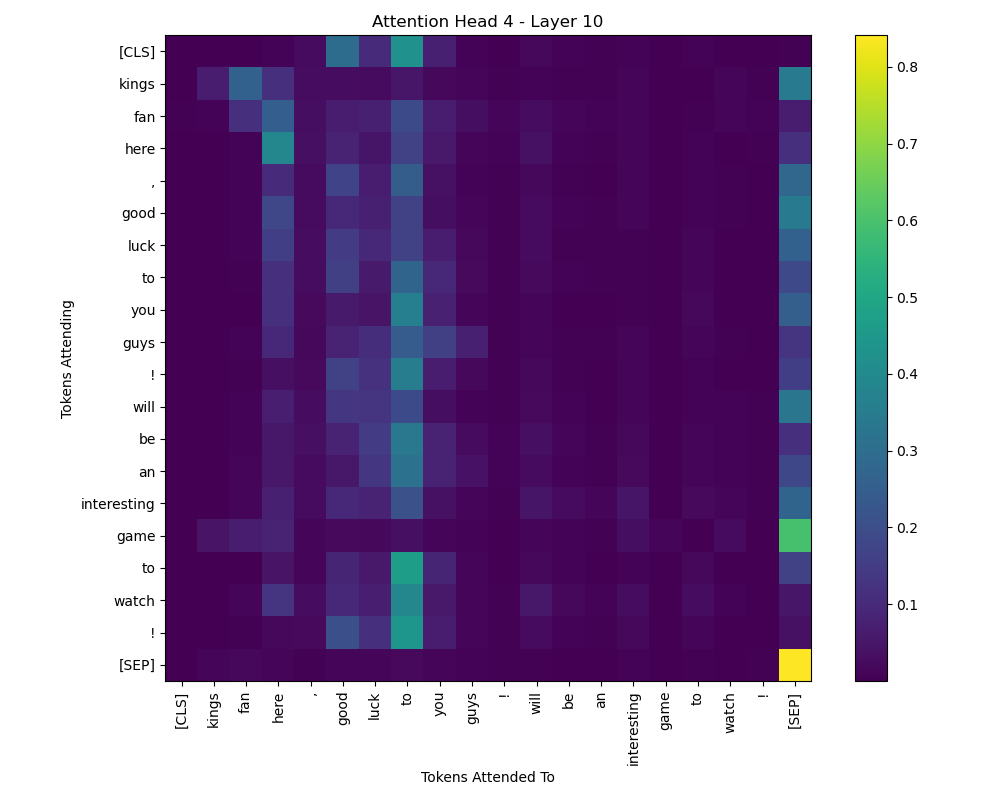 Attention Head 4 - Layer 10
[CLS]
kings
fan
here
,
good
luck
to
you
guys
!
will
be
an
interesting
game
to
watch
!
[SEP]
Tokens Attending
[CLS]
kings
fan
here
,
good
luck
to
you
guys
!
will
be
an
interesting
game
to
watch
!
[SEP]
Tokens Attended To
0.8
0.7
0.6
0.5
0.4
0.3
0.2
0.1